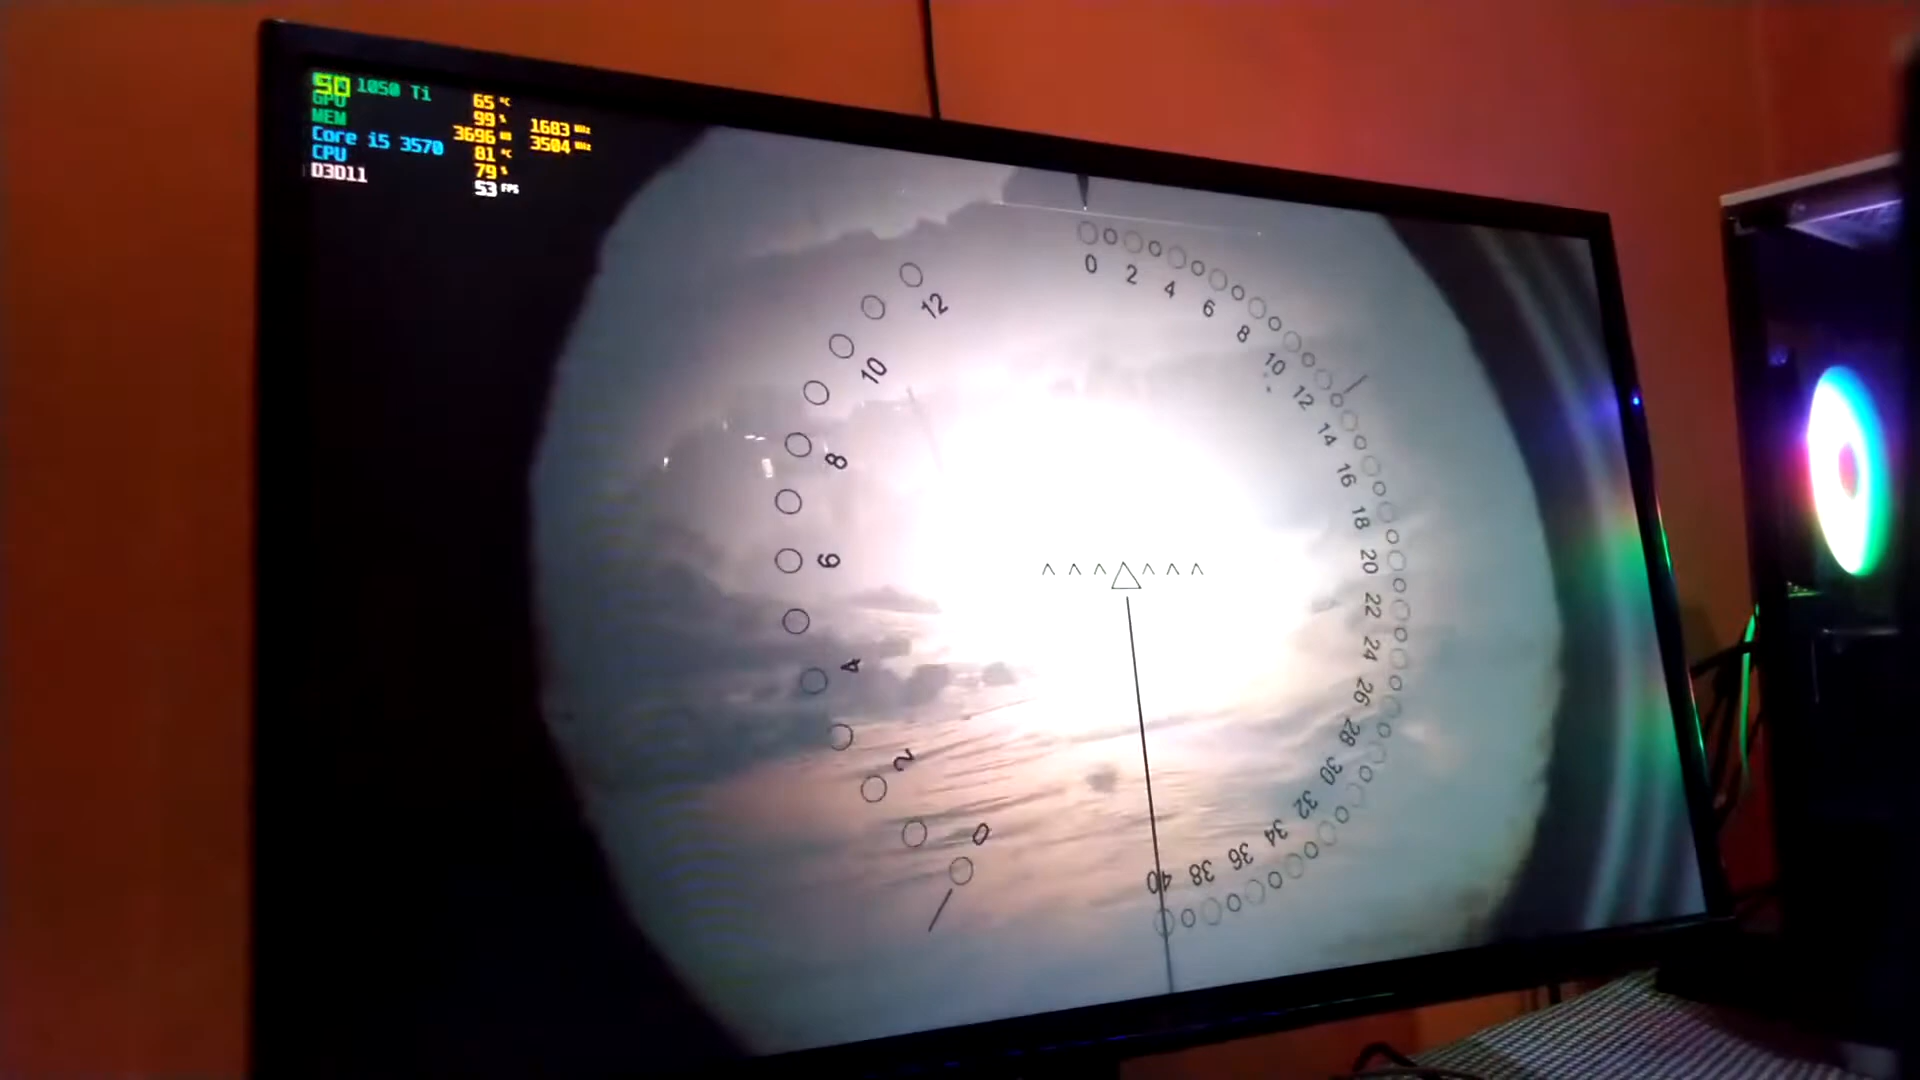 50 1050 Ti 65 °C
GPU 99 % 1683 MHz
MEM 3696 MB 3504 MHz
Core i5 3570 81 °C
CPU 79 %
D3D11 53 FPS
0 2 4 6 8 10 12 14 16 18 20 22 24 26 28 30 32 34 36 38 40
12
10
8
6
4
2
0